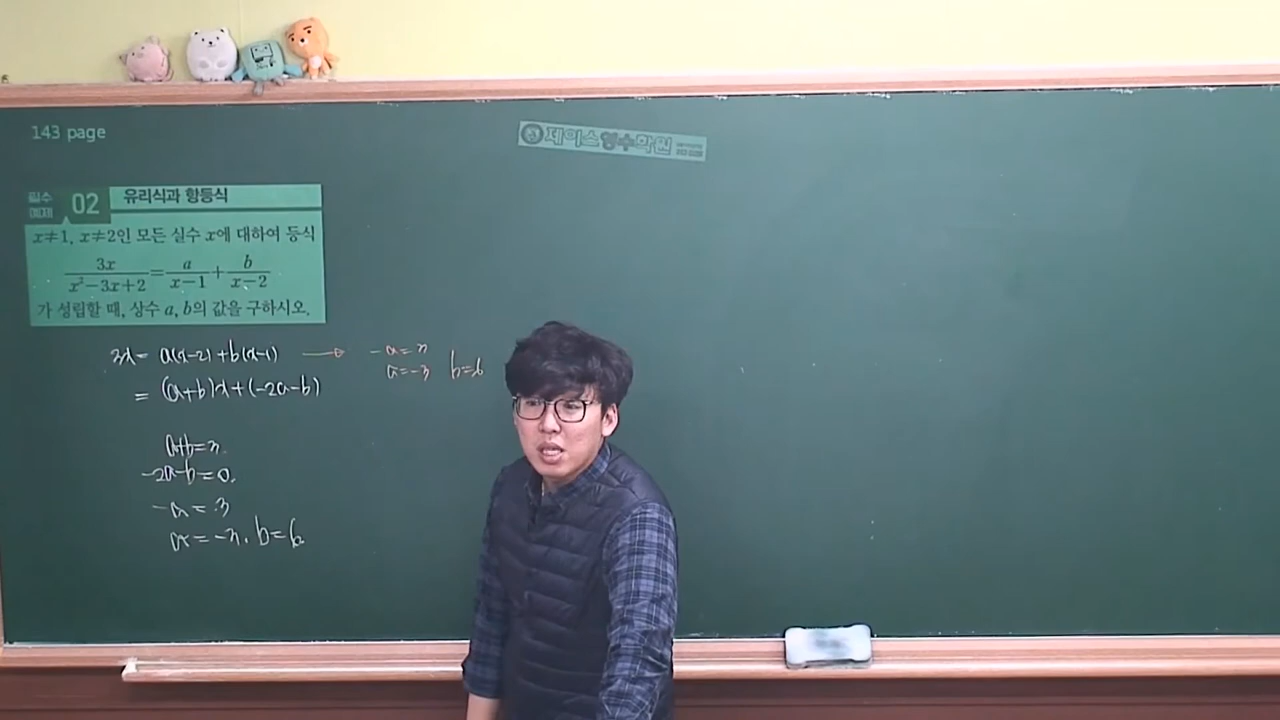 143 page
제이스 영수학원
필수 예제 02 유리식과 항등식
x≠1, x≠2인 모든 실수 x에 대하여 등식
3x/(x²-3x+2) = a/(x-1) + b/(x-2)
가 성립할 때, 상수 a, b의 값을 구하시오.
3x = a(x-2)+b(x-1) → -a=3
a=-3 b=6
= (a+b)x+(-2a-b)
a+b=3.
-2a-b=0.
-a=3
a=-3, b=6